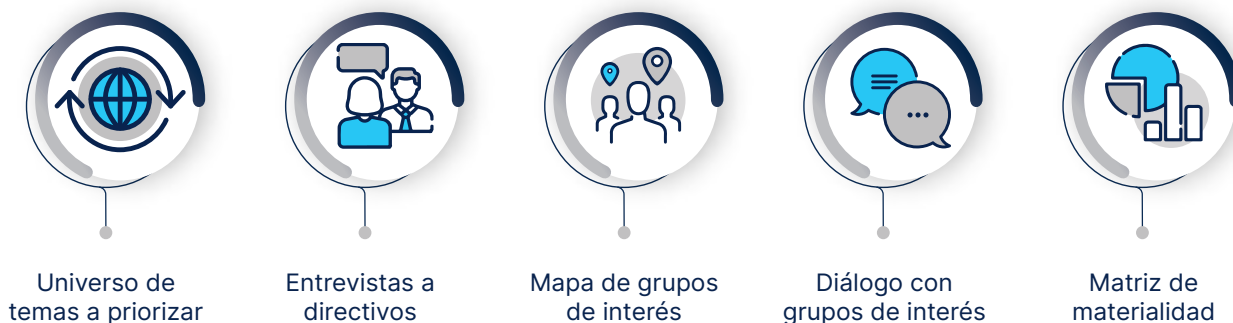 Universo de
temas a priorizar
Entrevistas a
directivos
Mapa de grupos
de interés
Diálogo con
grupos de interés
Matriz de
materialidad